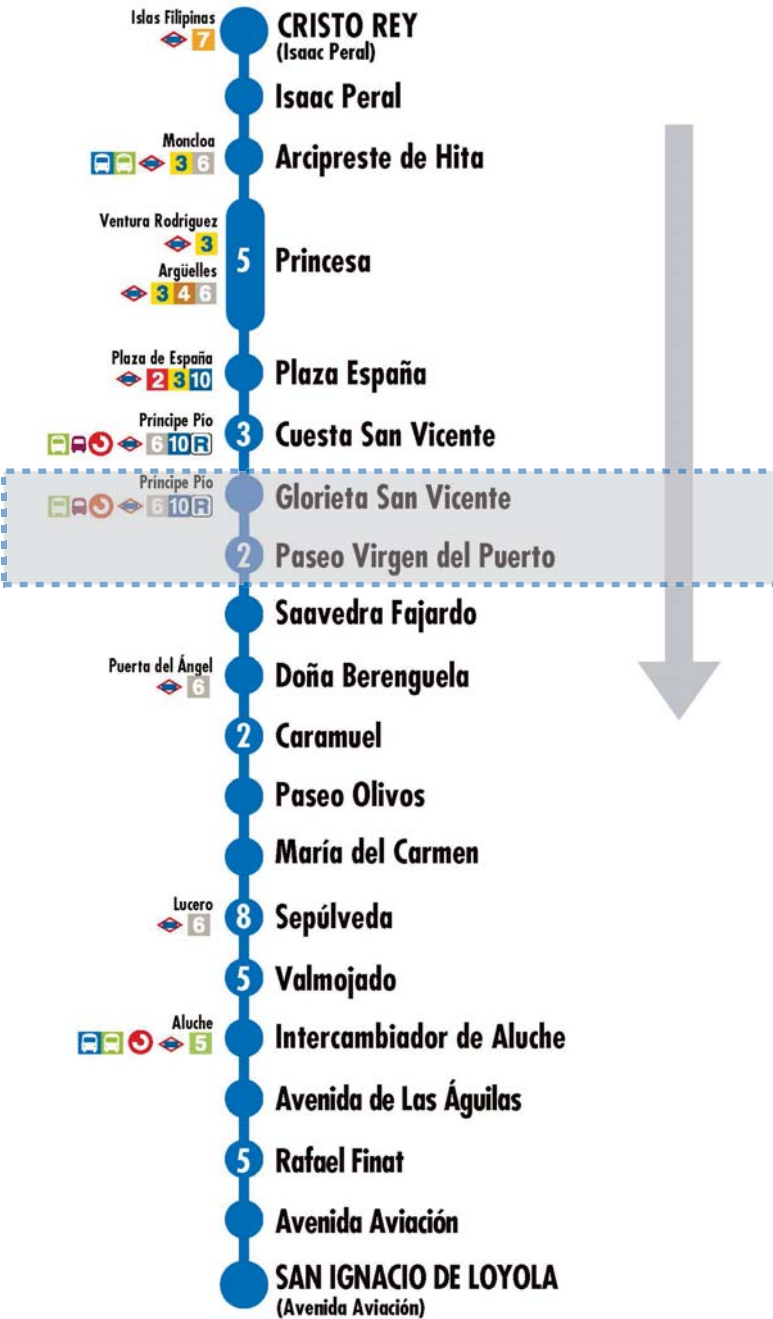 Islas Filipinas
7
CRISTO REY
(Isaac Peral)
Isaac Peral
Moncloa
3 6
Arcipreste de Hita
Ventura Rodríguez
3
Argüelles
3 4 6
5
Princesa
Plaza de España
2 3 10
Plaza España
Principe Pío
6 10 R
3
Cuesta San Vicente
Principe Pío
6 10 R
Glorieta San Vicente
2
Paseo Virgen del Puerto
Saavedra Fajardo
Puerta del Ángel
6
Doña Berenguela
2
Caramuel
Paseo Olivos
María del Carmen
Lucero
6
8
Sepúlveda
5
Valmojado
Aluche
5
Intercambiador de Aluche
Avenida de Las Águilas
5
Rafael Finat
Avenida Aviación
SAN IGNACIO DE LOYOLA
(Avenida Aviación)